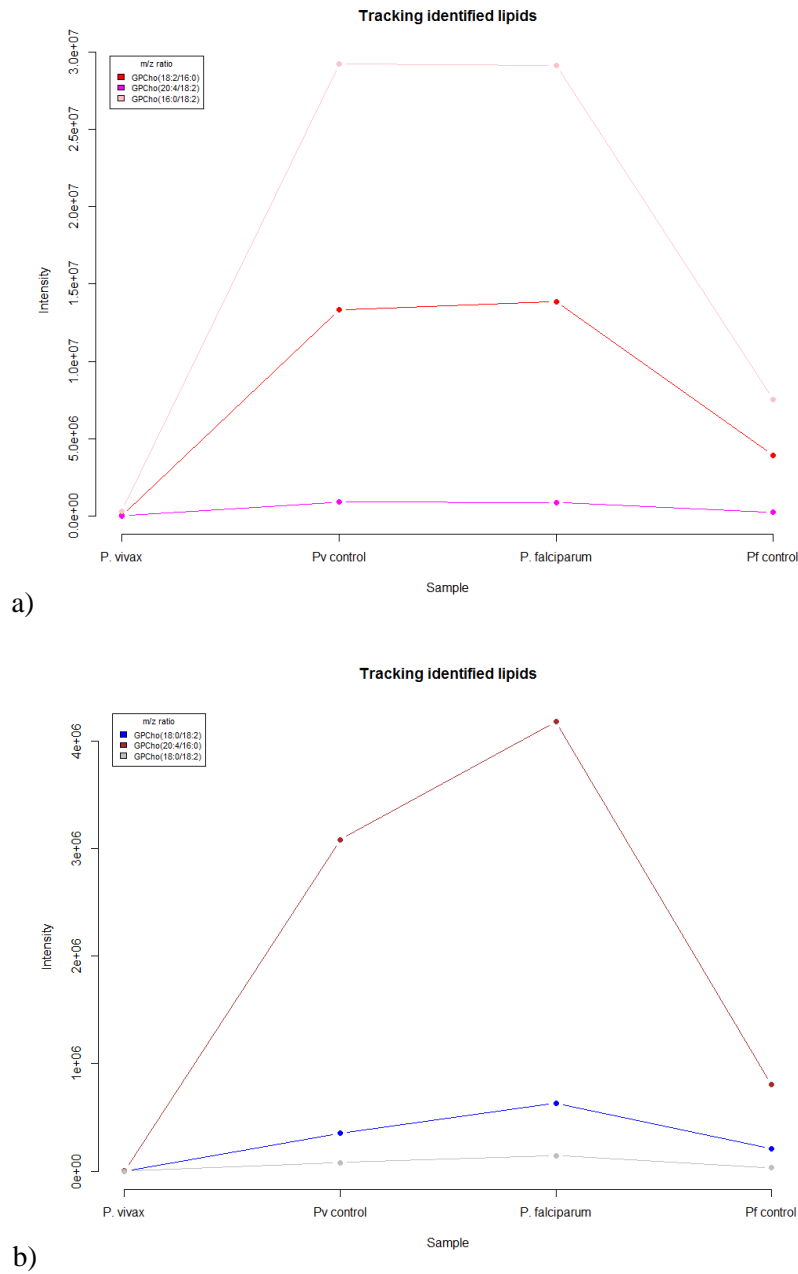 Tracking identified lipids
m/z ratio
GPCho(18:2/16:0)
GPCho(20:4/18:2)
GPCho(16:0/18:2)
3.0e+07
2.5e+07
2.0e+07
1.5e+07
1.0e+07
5.0e+06
0.0e+00
Intensity
P. vivax Pv control P. falciparum Pf control
Sample
a)
Tracking identified lipids
m/z ratio
GPCho(18:0/18:2)
GPCho(20:4/16:0)
GPCho(18:0/18:2)
4e+06
3e+06
2e+06
1e+06
0e+00
Intensity
P. vivax Pv control P. falciparum Pf control
Sample
b)